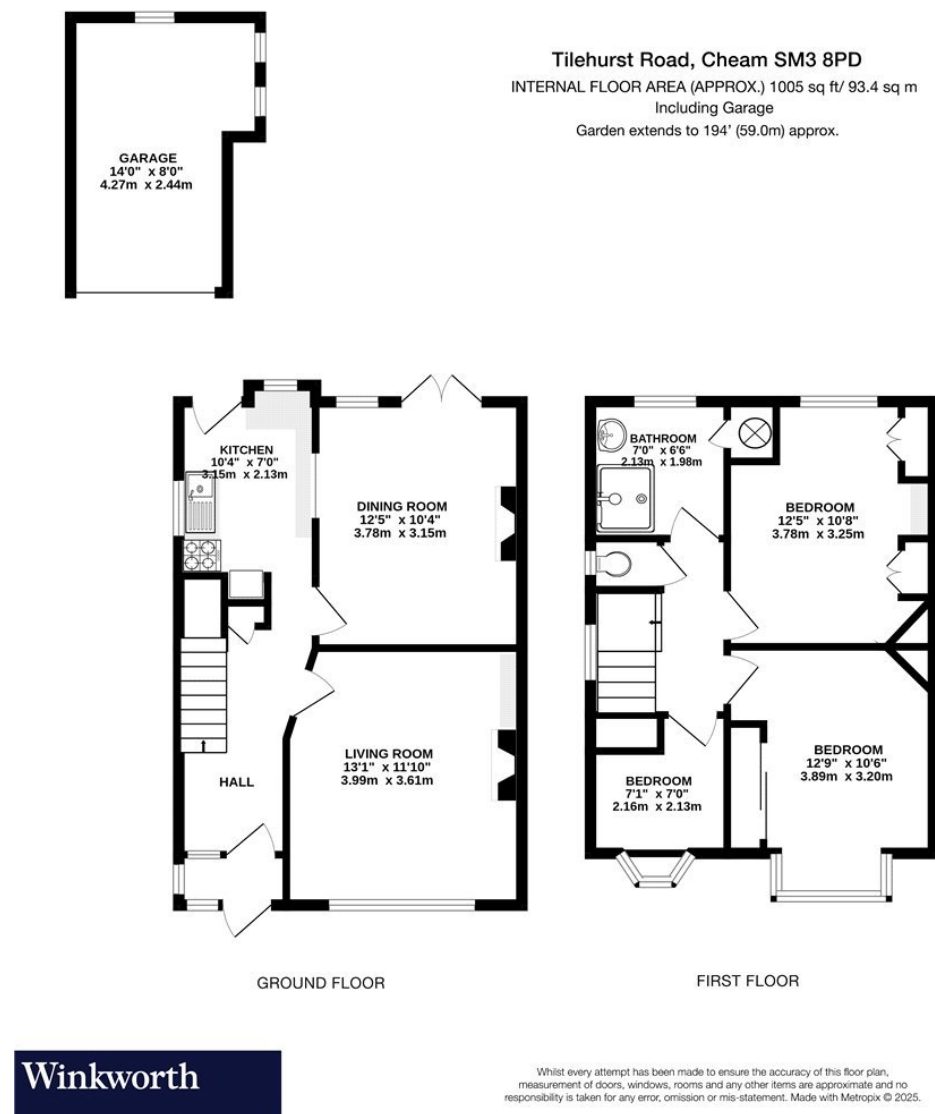 Tilehurst Road, Cheam SM3 8PD
INTERNAL FLOOR AREA (APPROX.) 1005 sq ft/ 93.4 sq m
Including Garage
Garden extends to 194' (59.0m) approx.
GARAGE
14'0" x 8'0"
4.27m x 2.44m
KITCHEN
10'4" x 7'0"
3.15m x 2.13m
DINING ROOM
12'5" x 10'4"
3.78m x 3.15m
LIVING ROOM
13'1" x 11'10"
3.99m x 3.61m
HALL
GROUND FLOOR
BATHROOM
7'0" x 6'6"
2.13m x 1.98m
BEDROOM
12'5" x 10'8"
3.78m x 3.25m
BEDROOM
12'9" x 10'6"
3.89m x 3.20m
BEDROOM
7'1" x 7'0"
2.16m x 2.13m
FIRST FLOOR
Winkworth
Whilst every attempt has been made to ensure the accuracy of this floor plan,
measurement of doors, windows, rooms and any other items are approximate and no
responsibility is taken for any error, omission or mis-statement. Made with Metropix © 2025.